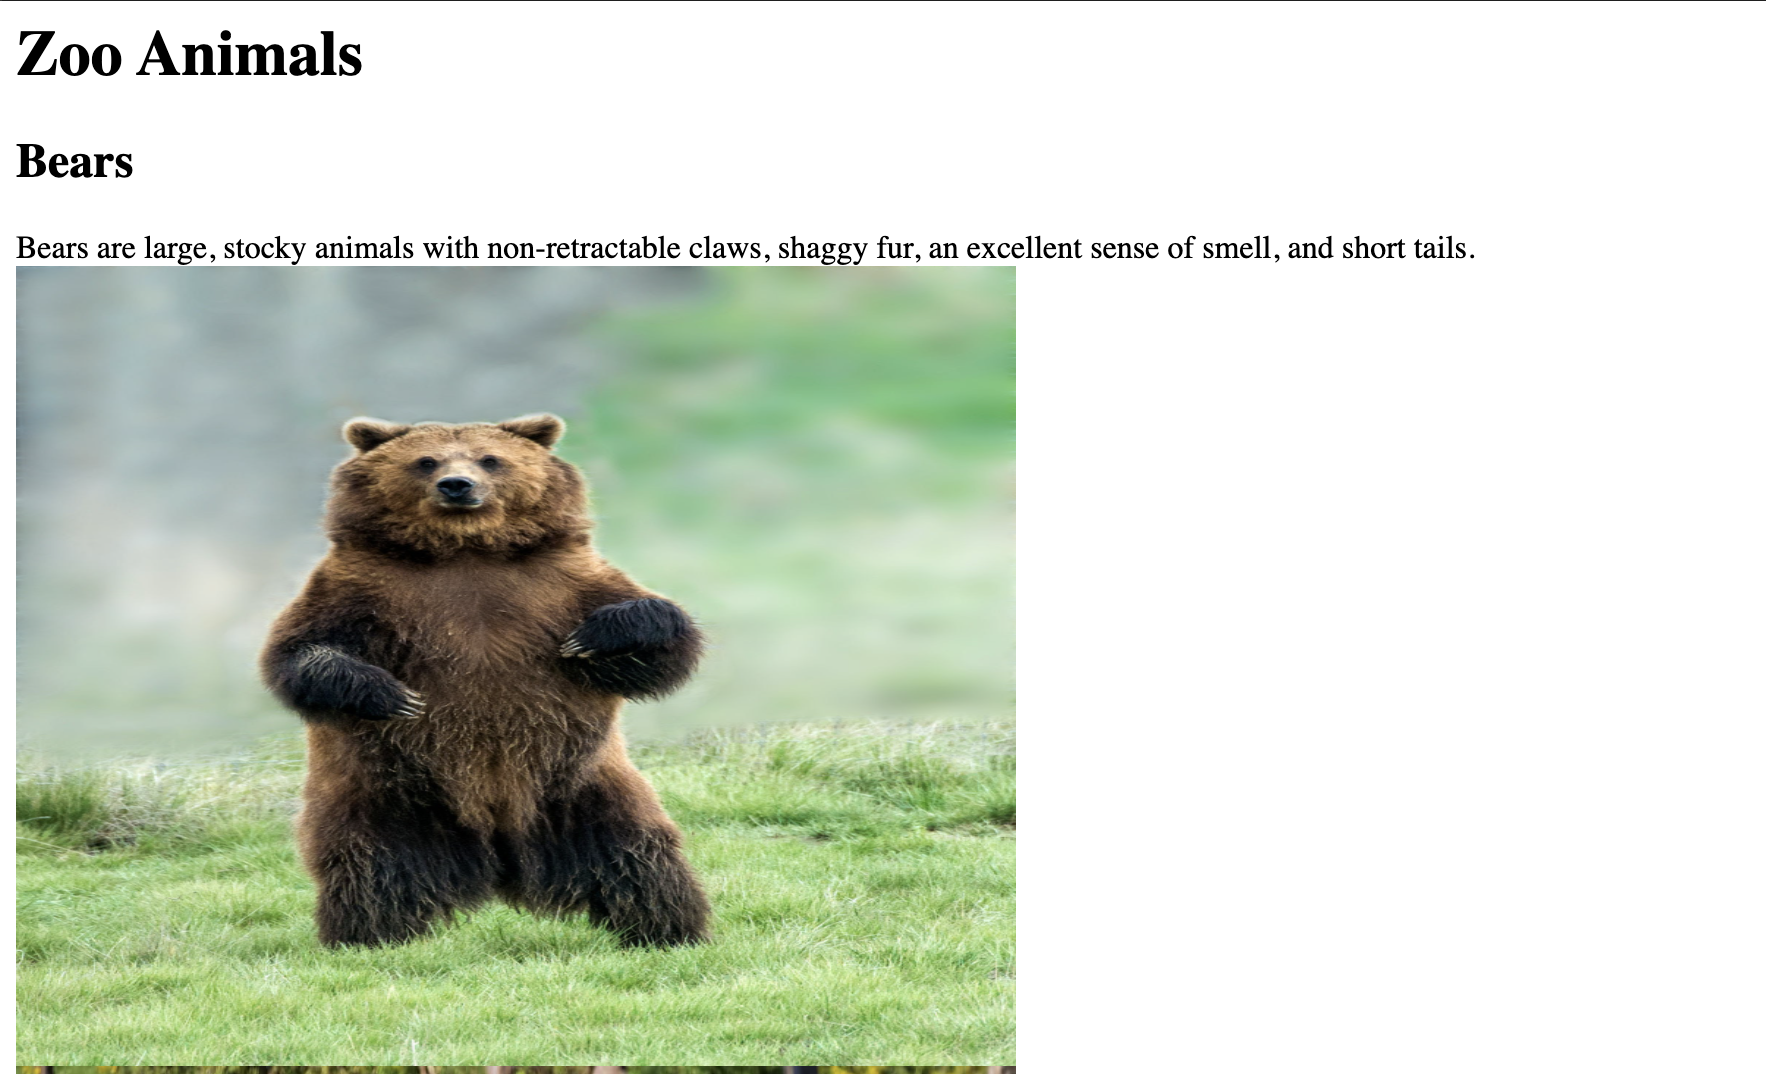 Zoo Animals
Bears
Bears are large, stocky animals with non-retractable claws, shaggy fur, an excellent sense of smell, and short tails.